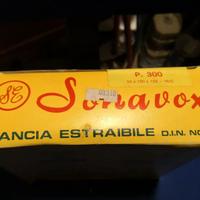 SE
P. 300
Sonavox
ANCIA ESTRAIBILE D.I.N. NO